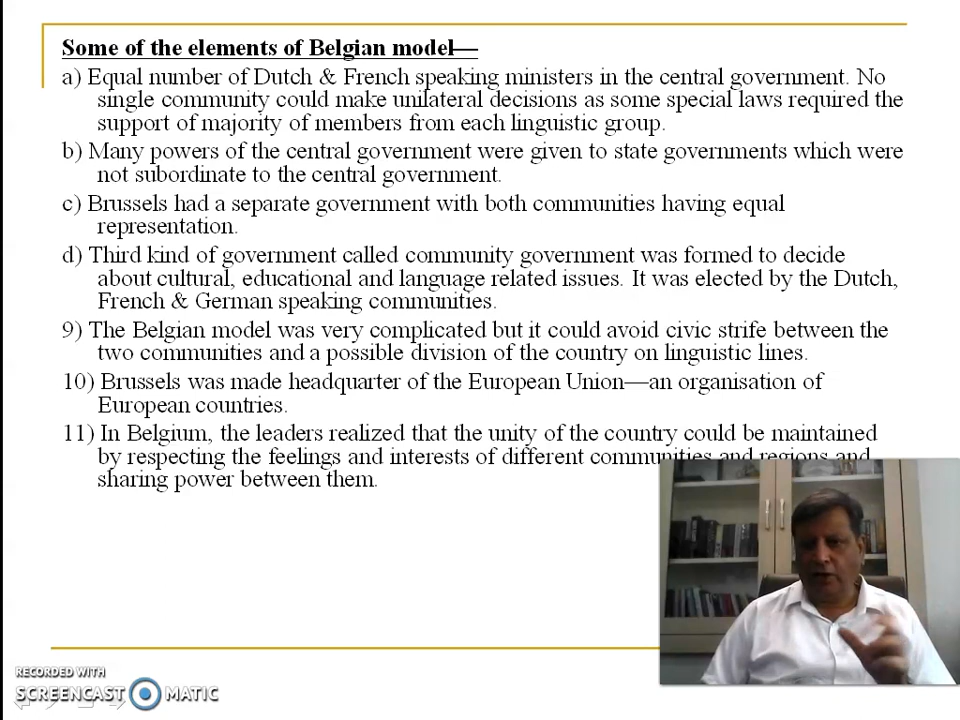 Some of the elements of Belgian model—
a) Equal number of Dutch & French speaking ministers in the central government. No
single community could make unilateral decisions as some special laws required the
support of majority of members from each linguistic group.
b) Many powers of the central government were given to state governments which were
not subordinate to the central government.
c) Brussels had a separate government with both communities having equal
representation.
d) Third kind of government called community government was formed to decide
about cultural, educational and language related issues. It was elected by the Dutch,
French & German speaking communities.
9) The Belgian model was very complicated but it could avoid civic strife between the
two communities and a possible division of the country on linguistic lines.
10) Brussels was made headquarter of the European Union—an organisation of
European countries.
11) In Belgium, the leaders realized that the unity of the country could be maintained
by respecting the feelings and interests of different communities and regions and
sharing power between them.
RECORDED WITH
SCREENCAST MATIC